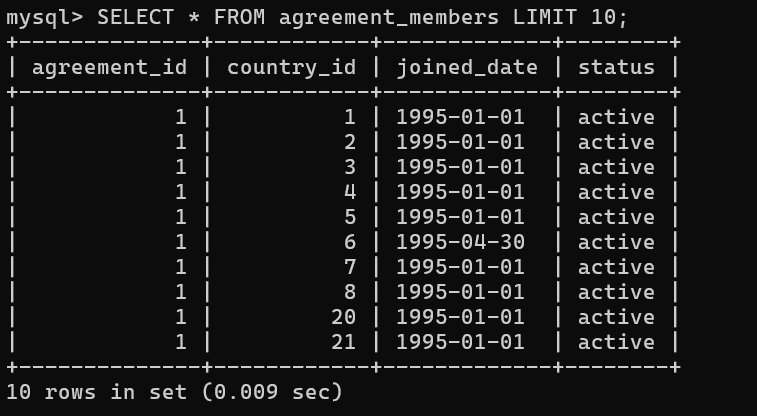 mysql> SELECT * FROM agreement_members LIMIT 10;
+--------------+------------+-------------+--------+
| agreement_id | country_id | joined_date | status |
+--------------+------------+-------------+--------+
|            1 |          1 | 1995-01-01  | active |
|            1 |          2 | 1995-01-01  | active |
|            1 |          3 | 1995-01-01  | active |
|            1 |          4 | 1995-01-01  | active |
|            1 |          5 | 1995-01-01  | active |
|            1 |          6 | 1995-04-30  | active |
|            1 |          7 | 1995-01-01  | active |
|            1 |          8 | 1995-01-01  | active |
|            1 |         20 | 1995-01-01  | active |
|            1 |         21 | 1995-01-01  | active |
+--------------+------------+-------------+--------+
10 rows in set (0.009 sec)